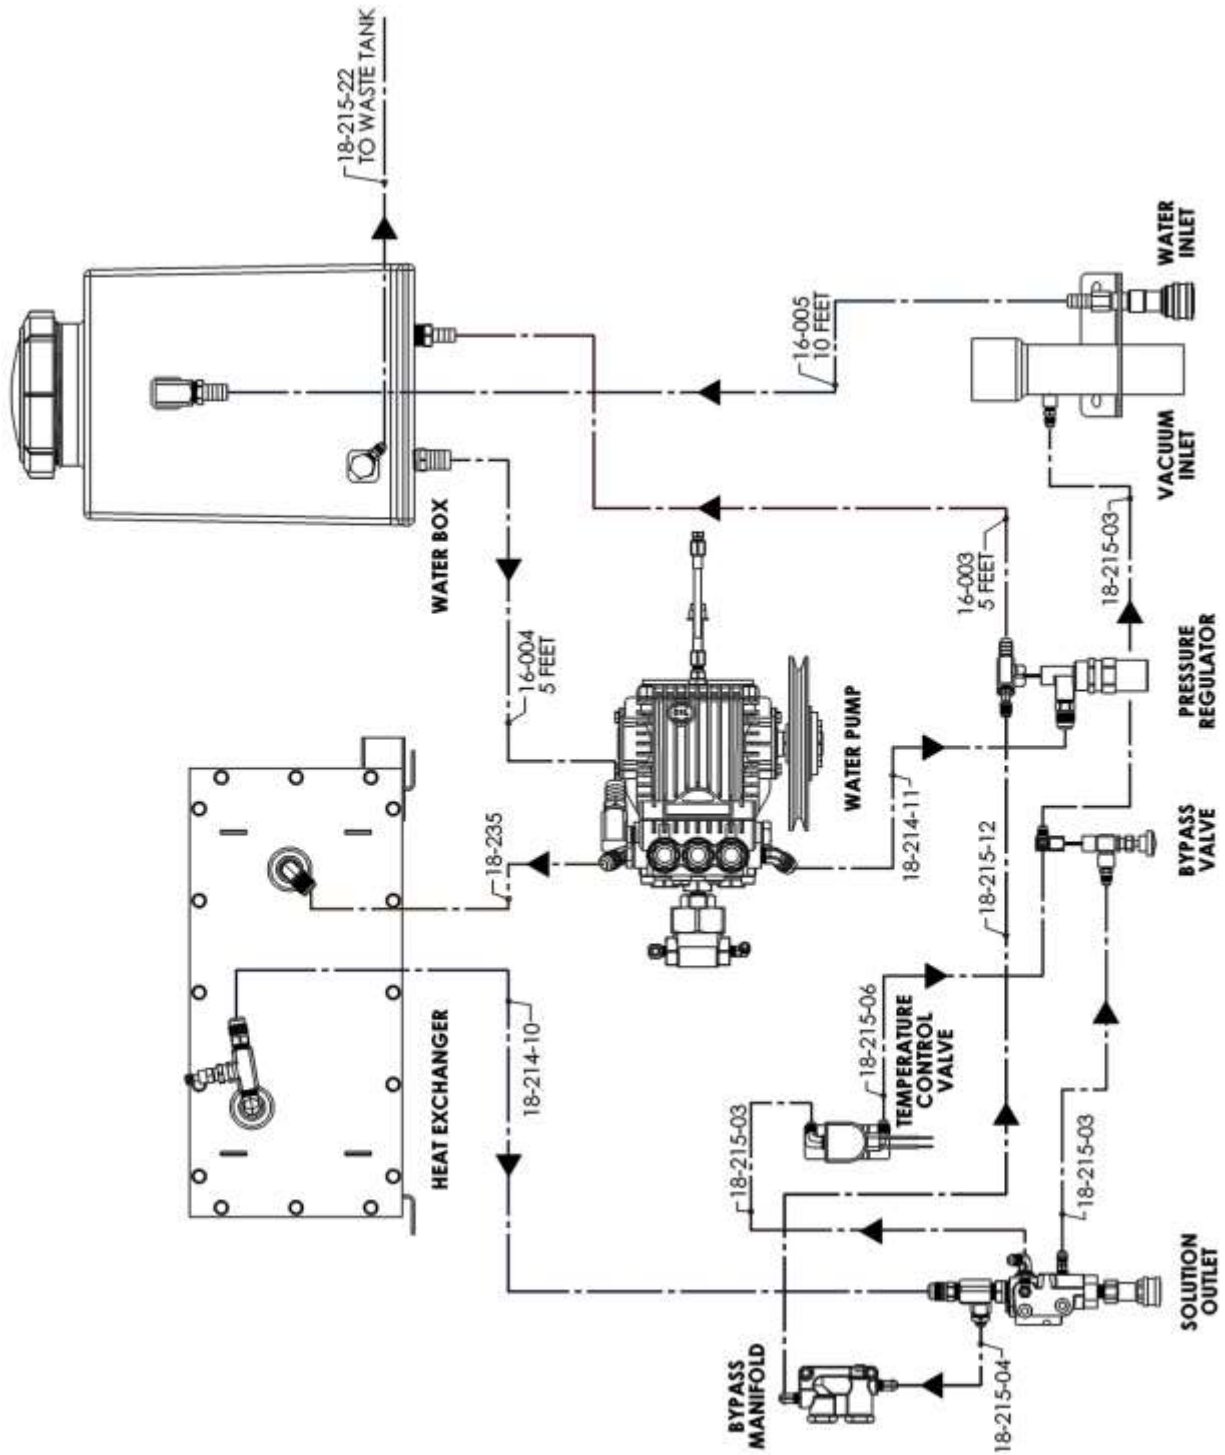 18-215-22
TO WASTE TANK
WATER BOX
16-005
10 FEET
WATER
INLET
VACUUM
INLET
16-004
5 FEET
16-003
5 FEET
18-215-03
WATER PUMP
PRESSURE
REGULATOR
18-235
18-214-11
18-215-12
BYPASS
VALVE
HEAT EXCHANGER
18-214-10
18-215-06
TEMPERATURE
CONTROL
VALVE
18-215-03
18-215-03
SOLUTION
OUTLET
BYPASS
MANIFOLD
18-215-04